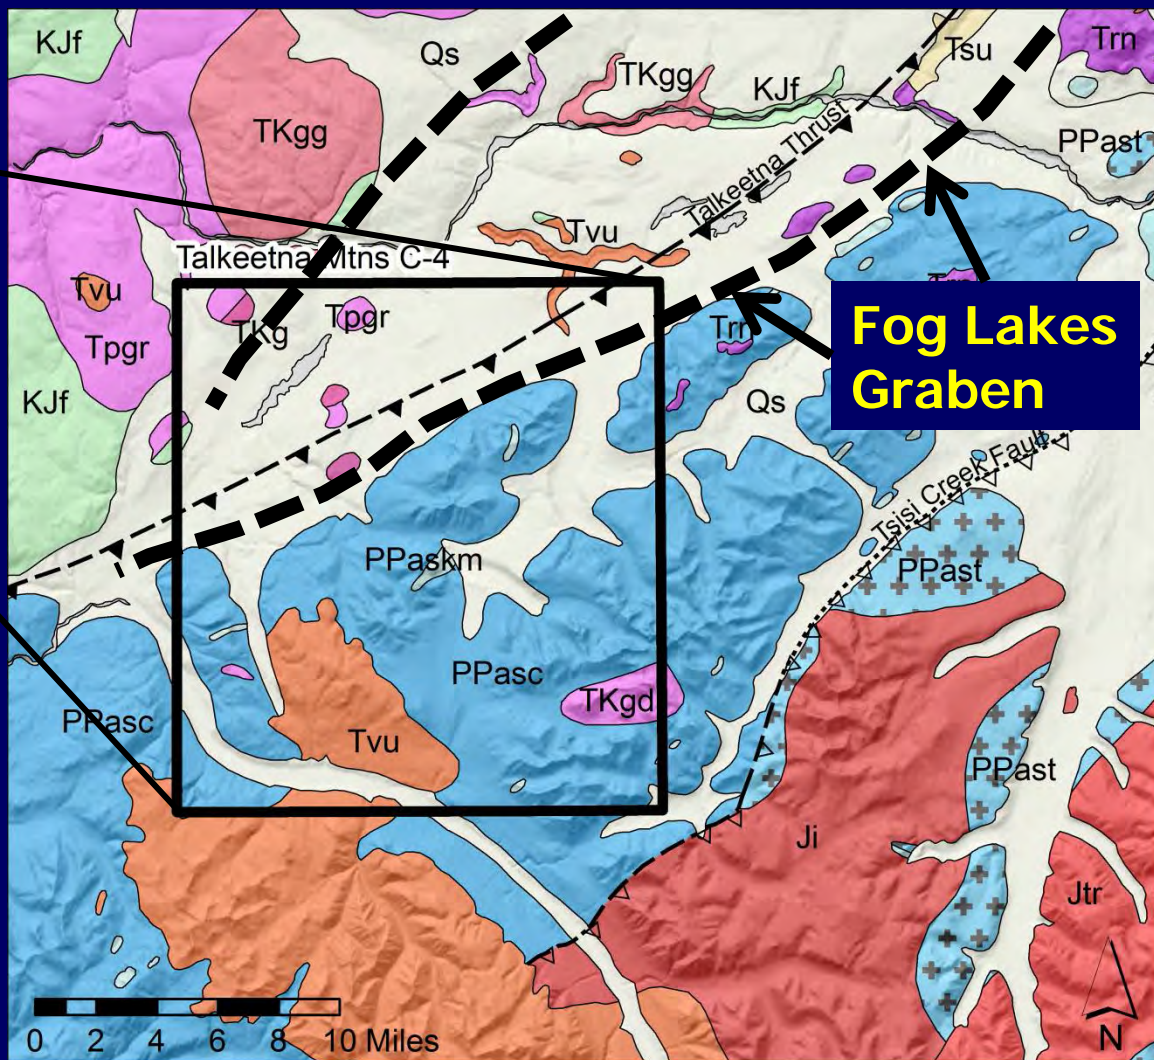 KJf
Qs
Tsu
Trn
TKgg
KJf
TKgg
PPast
Talkeetna Thrust
Tvu
Talkeetna Mtns C-4
Tvu
TKg
Tpgr
Tpgr
Trn
Fog Lakes
Graben
KJf
Qs
Tsisi Creek Fault
PPaskm
PPast
PPasc
TKgd
PPasc
Tvu
PPast
Ji
Jtr
0 2 4 6 8 10 Miles
N